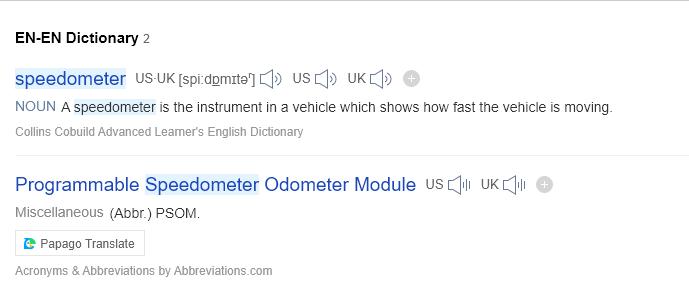 EN-EN Dictionary 2
speedometer US·UK [spiːdɒmɪtəʳ] US UK
NOUN A speedometer is the instrument in a vehicle which shows how fast the vehicle is moving.
Collins Cobuild Advanced Learner's English Dictionary
Programmable Speedometer Odometer Module US UK
Miscellaneous (Abbr.) PSOM.
Papago Translate
Acronyms & Abbreviations by Abbreviations.com